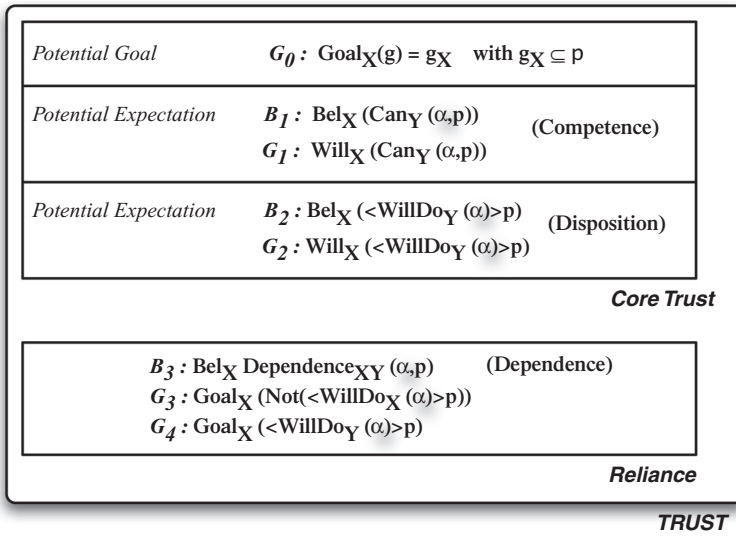 Potential Goal G0 : GoalX(g) = gX with gX ⊆ p
Potential Expectation B1 : BelX (CanY (α,p)) (Competence)
G1 : WillX (CanY (α,p))
Potential Expectation B2 : BelX (<WillDoY (α)>p) (Disposition)
G2 : WillX (<WillDoY (α)>p)
Core Trust
B3 : BelX DependenceXY (α,p) (Dependence)
G3 : GoalX (Not(<WillDoX (α)>p))
G4 : GoalX (<WillDoY (α)>p)
Reliance
TRUST